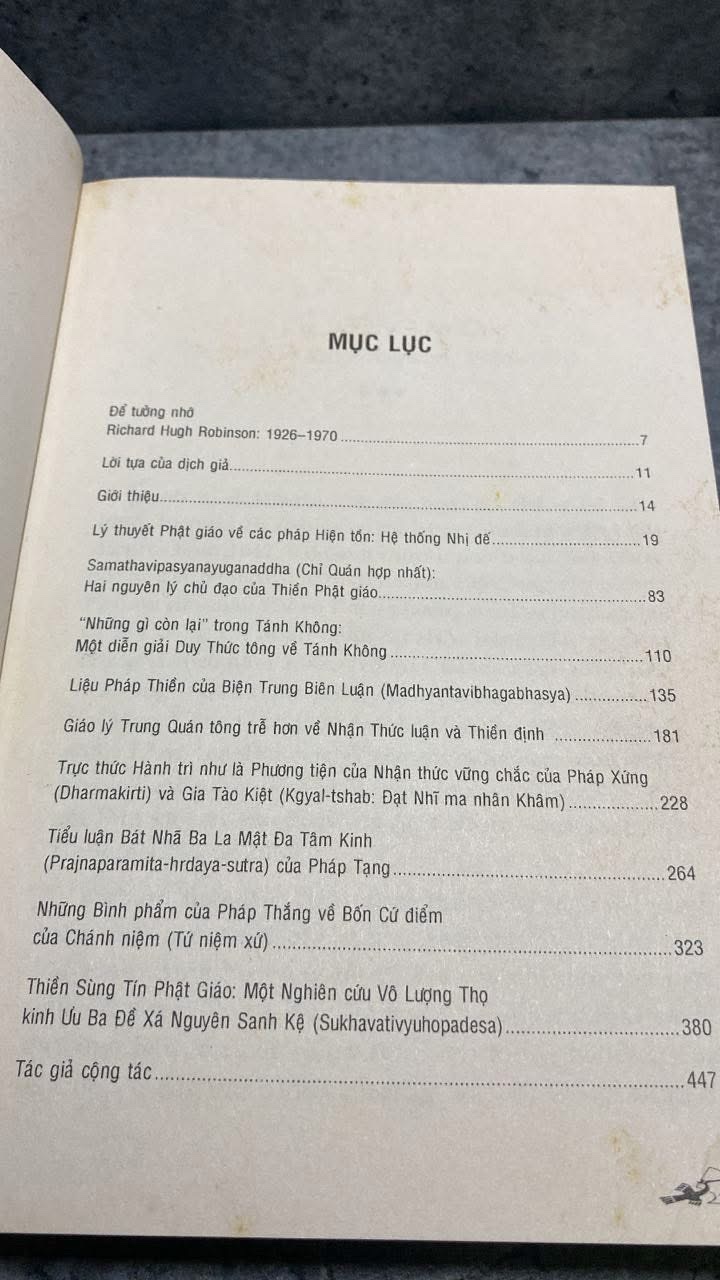 MỤC LỤC
Để tưởng nhớ
Richard Hugh Robinson: 1926–1970 ........ 7
Lời tựa của dịch giả ........ 11
Giới thiệu ........ 14
Lý thuyết Phật giáo về các pháp Hiện tồn: Hệ thống Nhị đế ........ 19
Samathavipasyanayuganaddha (Chỉ Quán hợp nhất):
Hai nguyên lý chủ đạo của Thiền Phật giáo ........ 83
“Những gì còn lại” trong Tánh Không:
Một diễn giải Duy Thức tông về Tánh Không ........ 110
Liệu Pháp Thiền của Biện Trung Biên Luận (Madhyantavibhagabhasya) ........ 135
Giáo lý Trung Quán tông trễ hơn về Nhận Thức luận và Thiền định ........ 181
Trực thức Hành trì như là Phương tiện của Nhận thức vững chắc của Pháp Xứng
(Dharmakirti) và Gia Tào Kiệt (Kgyal-tshab: Đạt Nhĩ ma nhân Khâm) ........ 228
Tiểu luận Bát Nhã Ba La Mật Đa Tâm Kinh
(Prajnaparamita-hrdaya-sutra) của Pháp Tạng ........ 264
Những Bình phẩm của Pháp Thắng về Bốn Cứ điểm
của Chánh niệm (Tứ niệm xứ) ........ 323
Thiền Sùng Tín Phật Giáo: Một Nghiên cứu Vô Lượng Thọ
kinh Ưu Ba Đề Xá Nguyên Sanh Kệ (Sukhavativyuhopadesa) ........ 380
Tác giả cộng tác ........ 447